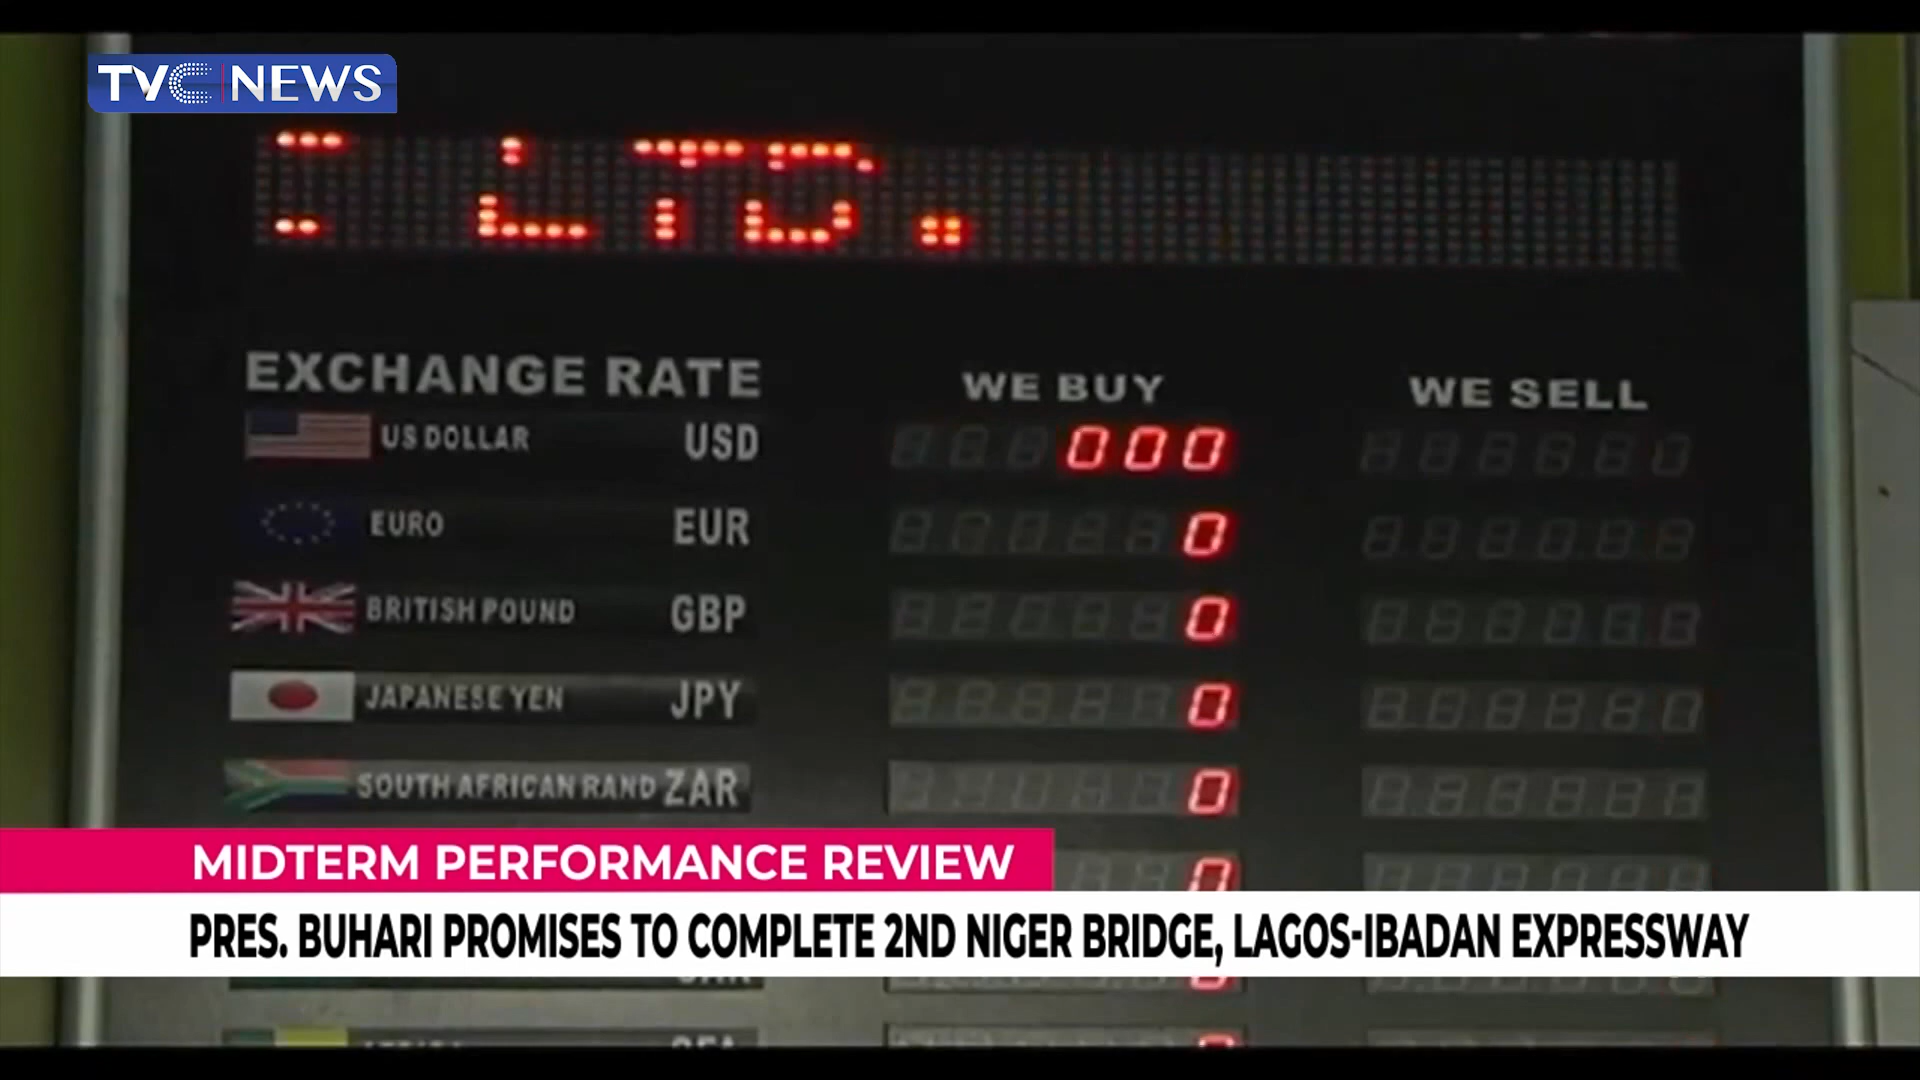 TVC NEWS
LTD.
EXCHANGE RATE WE BUY WE SELL
US DOLLAR USD 000
EURO EUR 0
BRITISH POUND GBP 0
JAPANESE YEN JPY 0
SOUTH AFRICAN RAND ZAR 0
MIDTERM PERFORMANCE REVIEW
0
PRES. BUHARI PROMISES TO COMPLETE 2ND NIGER BRIDGE, LAGOS-IBADAN EXPRESSWAY